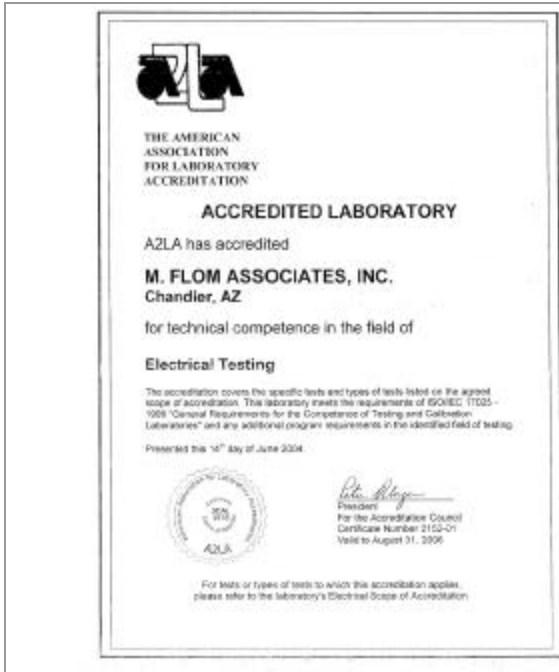 A2LA
THE AMERICAN
ASSOCIATION
FOR LABORATORY
ACCREDITATION
ACCREDITED LABORATORY
A2LA has accredited
M. FLOM ASSOCIATES, INC.
Chandler, AZ
for technical competence in the field of
Electrical Testing
The accreditation covers the specific tests and types of tests listed on the agreed
scope of accreditation. This laboratory meets the requirements of ISO/IEC 17025 -
1999 "General Requirements for the Competence of Testing and Calibration
Laboratories" and any additional program requirements in the identified field of testing.
Presented this 14th day of June 2004.
SEAL
A2LA
President
For the Accreditation Council
Certificate Number 2152-01
Valid to August 31, 2006
For tests or types of tests to which this accreditation applies,
please refer to the laboratory's Electrical Scope of Accreditation